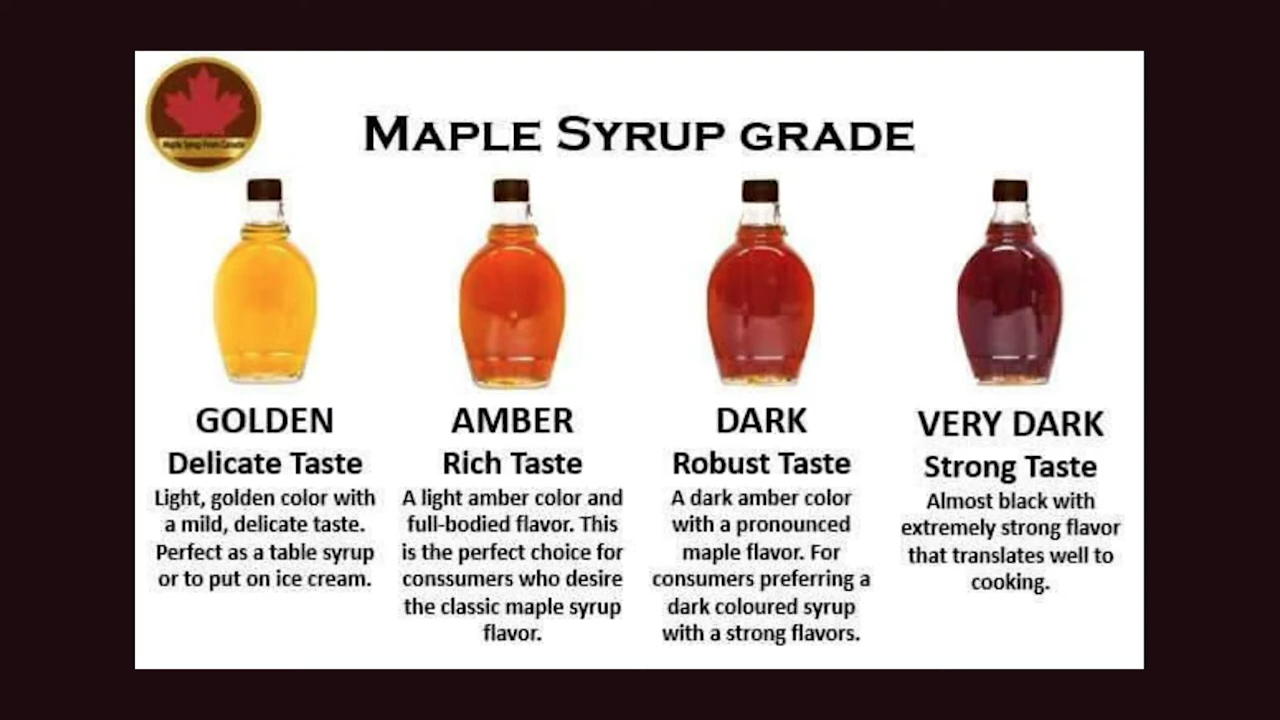 Maple Syrup From Canada
MAPLE SYRUP GRADE
GOLDEN
Delicate Taste
Light, golden color with
a mild, delicate taste.
Perfect as a table syrup
or to put on ice cream.
AMBER
Rich Taste
A light amber color and
full-bodied flavor. This
is the perfect choice for
conssumers who desire
the classic maple syrup
flavor.
DARK
Robust Taste
A dark amber color
with a pronounced
maple flavor. For
consumers preferring a
dark coloured syrup
with a strong flavors.
VERY DARK
Strong Taste
Almost black with
extremely strong flavor
that translates well to
cooking.